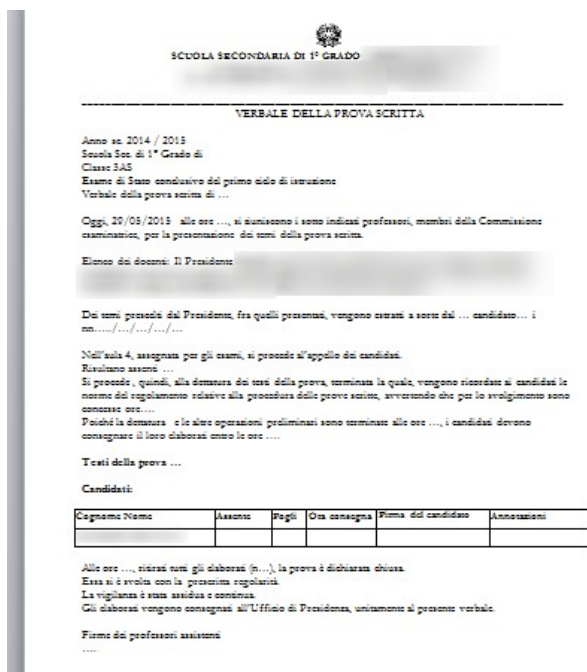 SCUOLA SECONDARIA DI 1° GRADO
VERBALE DELLA PROVA SCRITTA
Anno sc. 2014 / 2015
Scuola Sec. di 1° Grado di
Classe 3AS
Esame di Stato conclusivo del primo ciclo di istruzione
Verbale della prova scritta di ...
Oggi, 29/05/2015 alle ore ..., si riuniscono i sotto indicati professori, membri della Commissione
esaminatrice, per la presentazione dei temi della prova scritta.
Elenco dei docenti: Il Presidente
Dei temi prescelti dal Presidente, fra quelli presentati, vengono estratti a sorte dal ... candidato... i
nn...../.../.../.../...
Nell'aula 4, assegnata per gli esami, si procede al'appello dei candidati.
Risultano assenti ...
Si procede , quindi, alla dettatura dei testi della prova, terminata la quale, vengono ricordate ai candidati le
norme del regolamento relative alla procedura delle prove scritte, avvertendo che per lo svolgimento sono
concesse ore....
Poiché la dettatura e le altre operazioni preliminari sono terminate alle ore ..., i candidati devono
consegnare il loro elaborati entro le ore ....
Testi della prova ...
Candidati:
Cognome Nome Assente Fogli Ora consegna Firma del candidato Annotazioni
Alle ore ..., ritirati tutti gli elaborati (n...), la prova è dichiarata chiusa.
Essa si è svolta con la prescritta regolarità.
La vigilanza è stata assidua e continua.
Gli elaborati vengono consegnati all'Ufficio di Presidenza, unitamente al presente verbale.
Firme dei professori assistenti
....